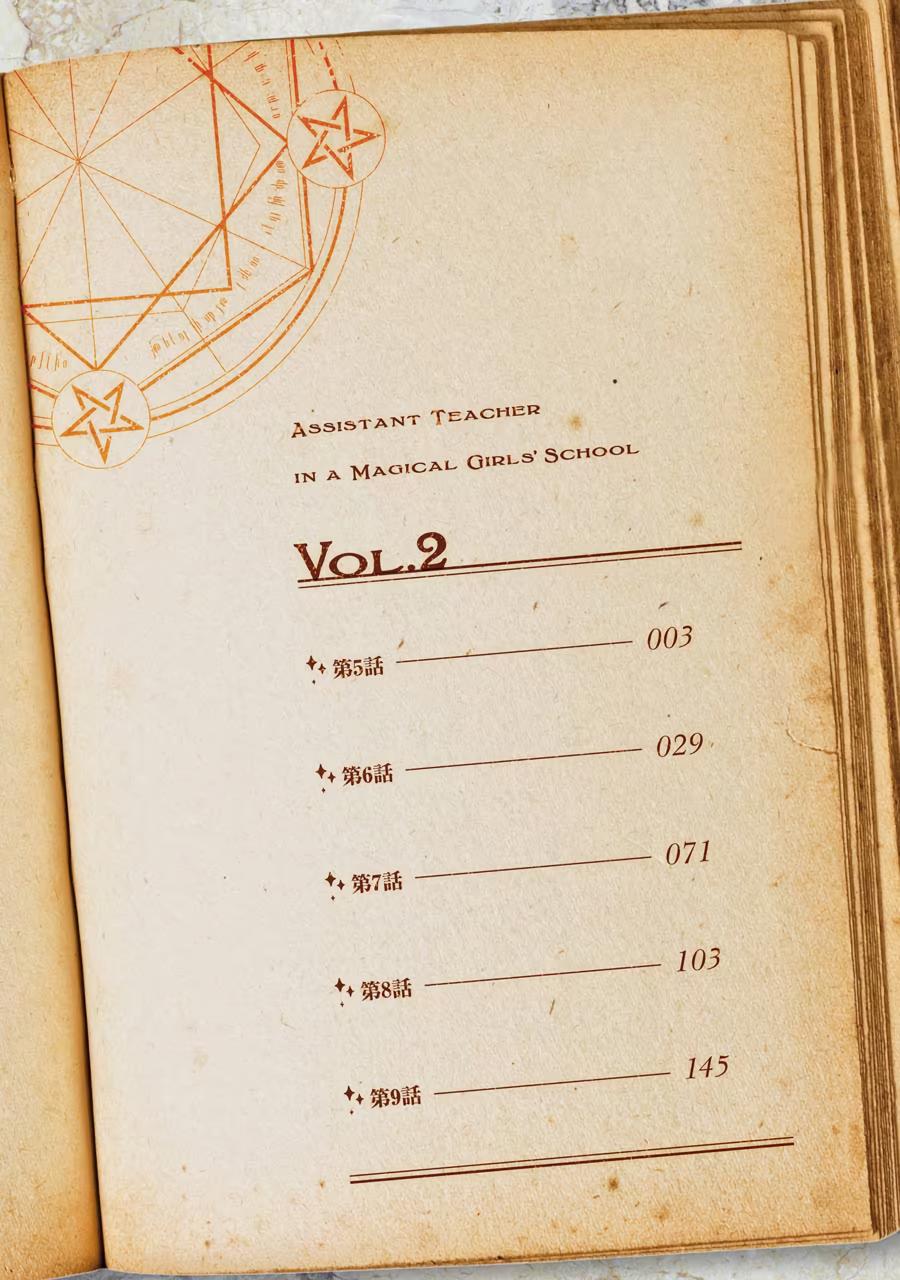 Assistant Teacher
in a Magical Girls' School
Vol.2
第5話 003
第6話 029
第7話 071
第8話 103
第9話 145